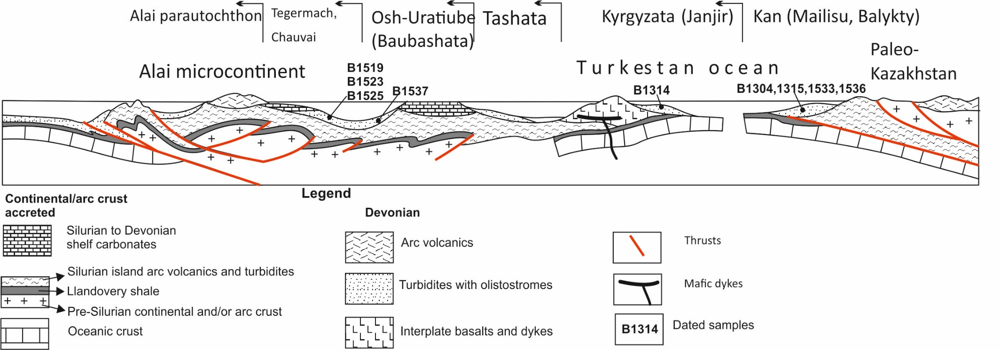 Alai parautochthon
Tegermach,
Chauvai
Osh-Uratiube
(Baubashata)
Tashata
Kyrgyzata (Janjir)
Kan (Mailisu, Balykty)
Paleo-
Kazakhstan
Alai microcontinent
Turkestan ocean
B1519
B1523
B1525
B1537
B1314
B1304,1315,1533,1536
Legend
Continental/arc crust
accreted
Silurian to Devonian
shelf carbonates
Silurian island arc volcanics and turbidites
Llandovery shale
Pre-Silurian continental and/or arc crust
Oceanic crust
Devonian
Arc volcanics
Turbidites with olistostromes
Interplate basalts and dykes
Thrusts
Mafic dykes
B1314
Dated samples